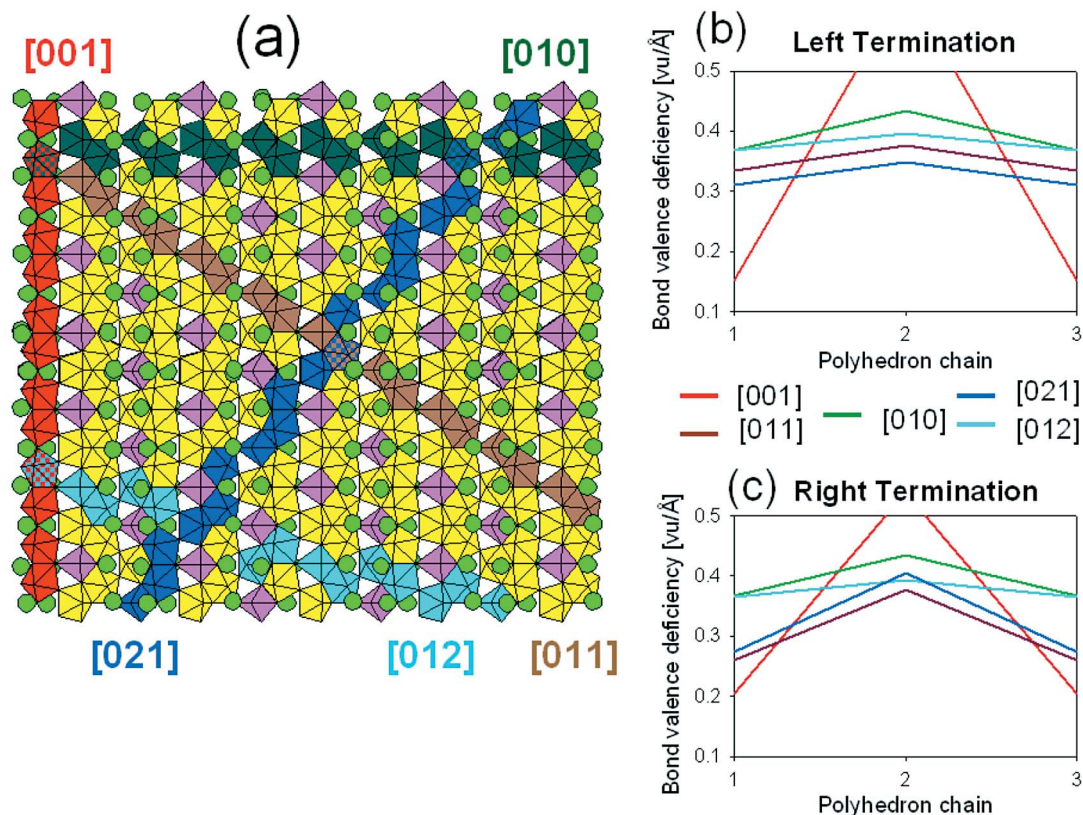 (a)
[001]
[010]
[021]
[012]
[011]
(b)
Left Termination
Bond valence deficiency [vu/Å]
0.5
0.4
0.3
0.2
0.1
1
2
3
Polyhedron chain
[001]
[011]
[010]
[021]
[012]
(c)
Right Termination
Bond valence deficiency [vu/Å]
0.5
0.4
0.3
0.2
0.1
1
2
3
Polyhedron chain